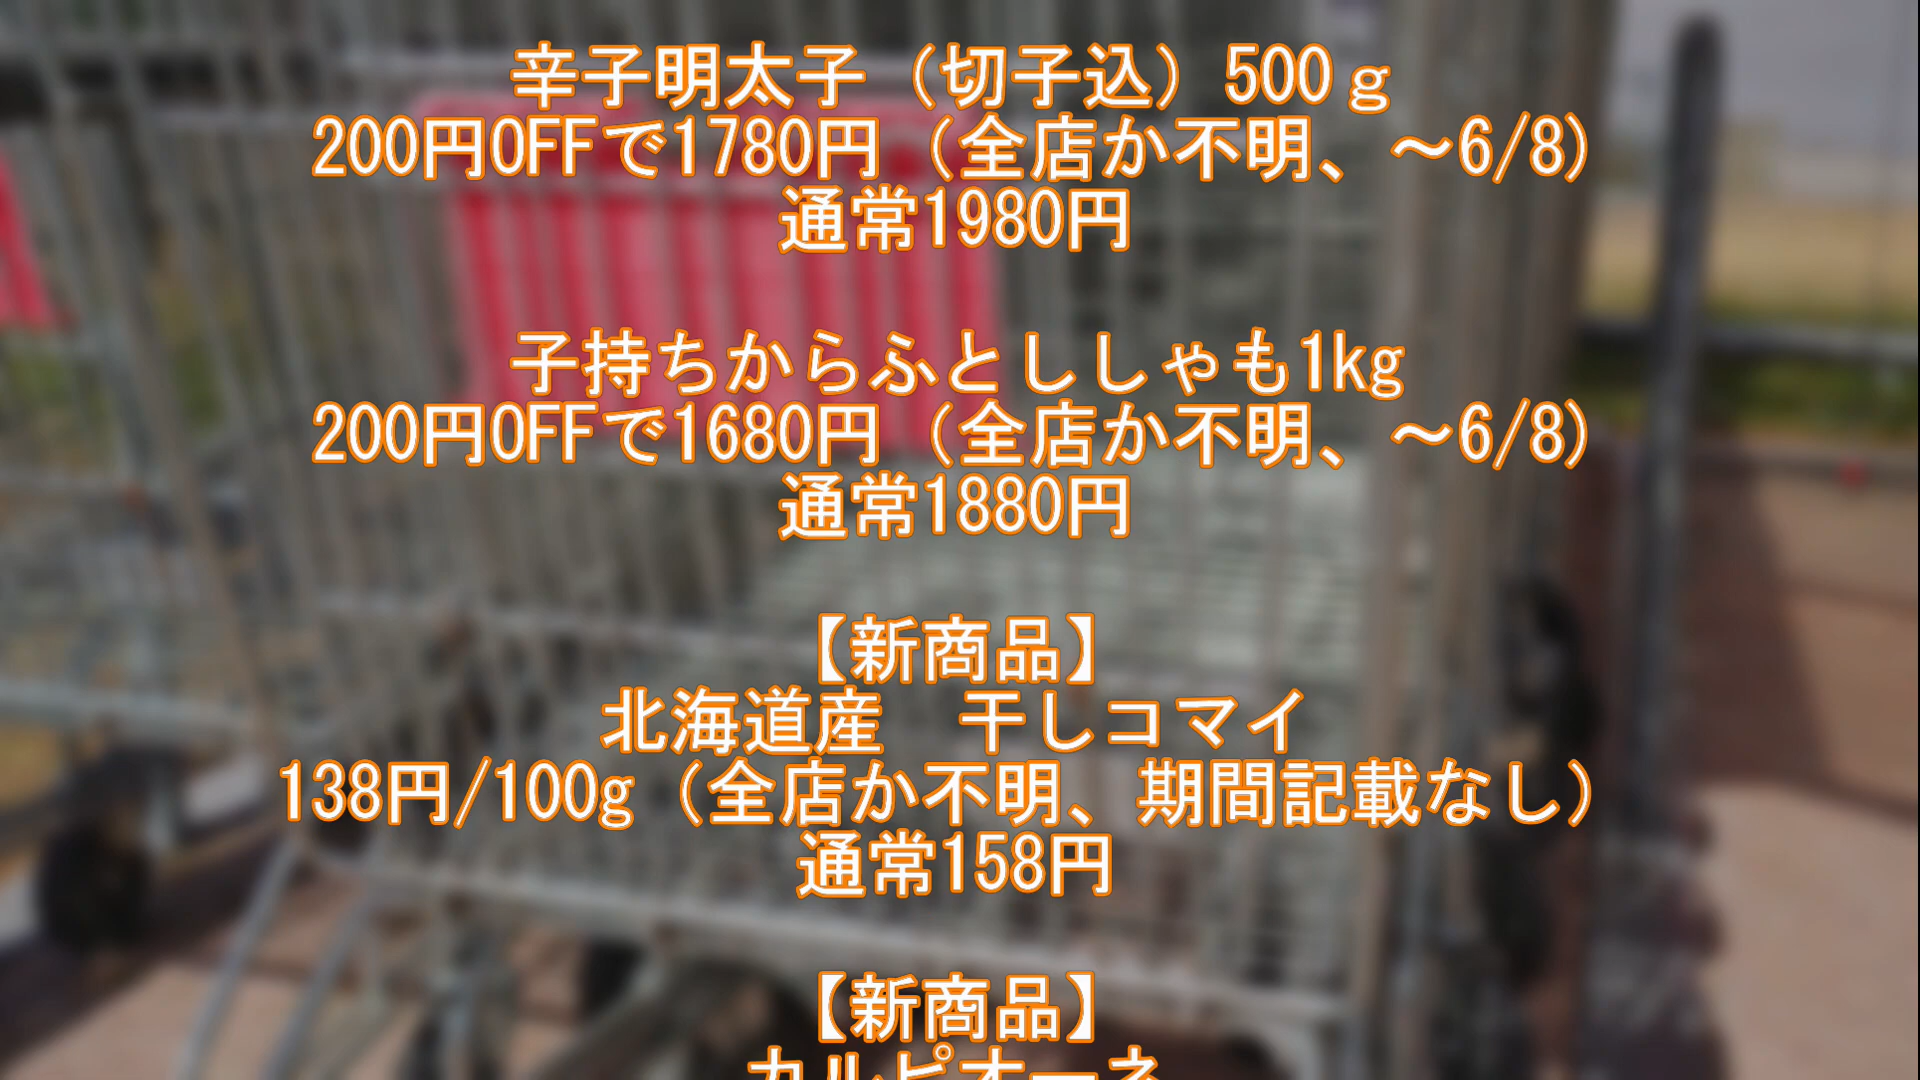 辛子明太子（切子込）500ｇ
200円OFFで1780円（全店か不明、～6/8)
通常1980円
子持ちからふとししゃも1kg
200円OFFで1680円（全店か不明、～6/8)
通常1880円
【新商品】
北海道産　干しコマイ
138円/100g（全店か不明、期間記載なし）
通常158円
【新商品】
カルピオーネ